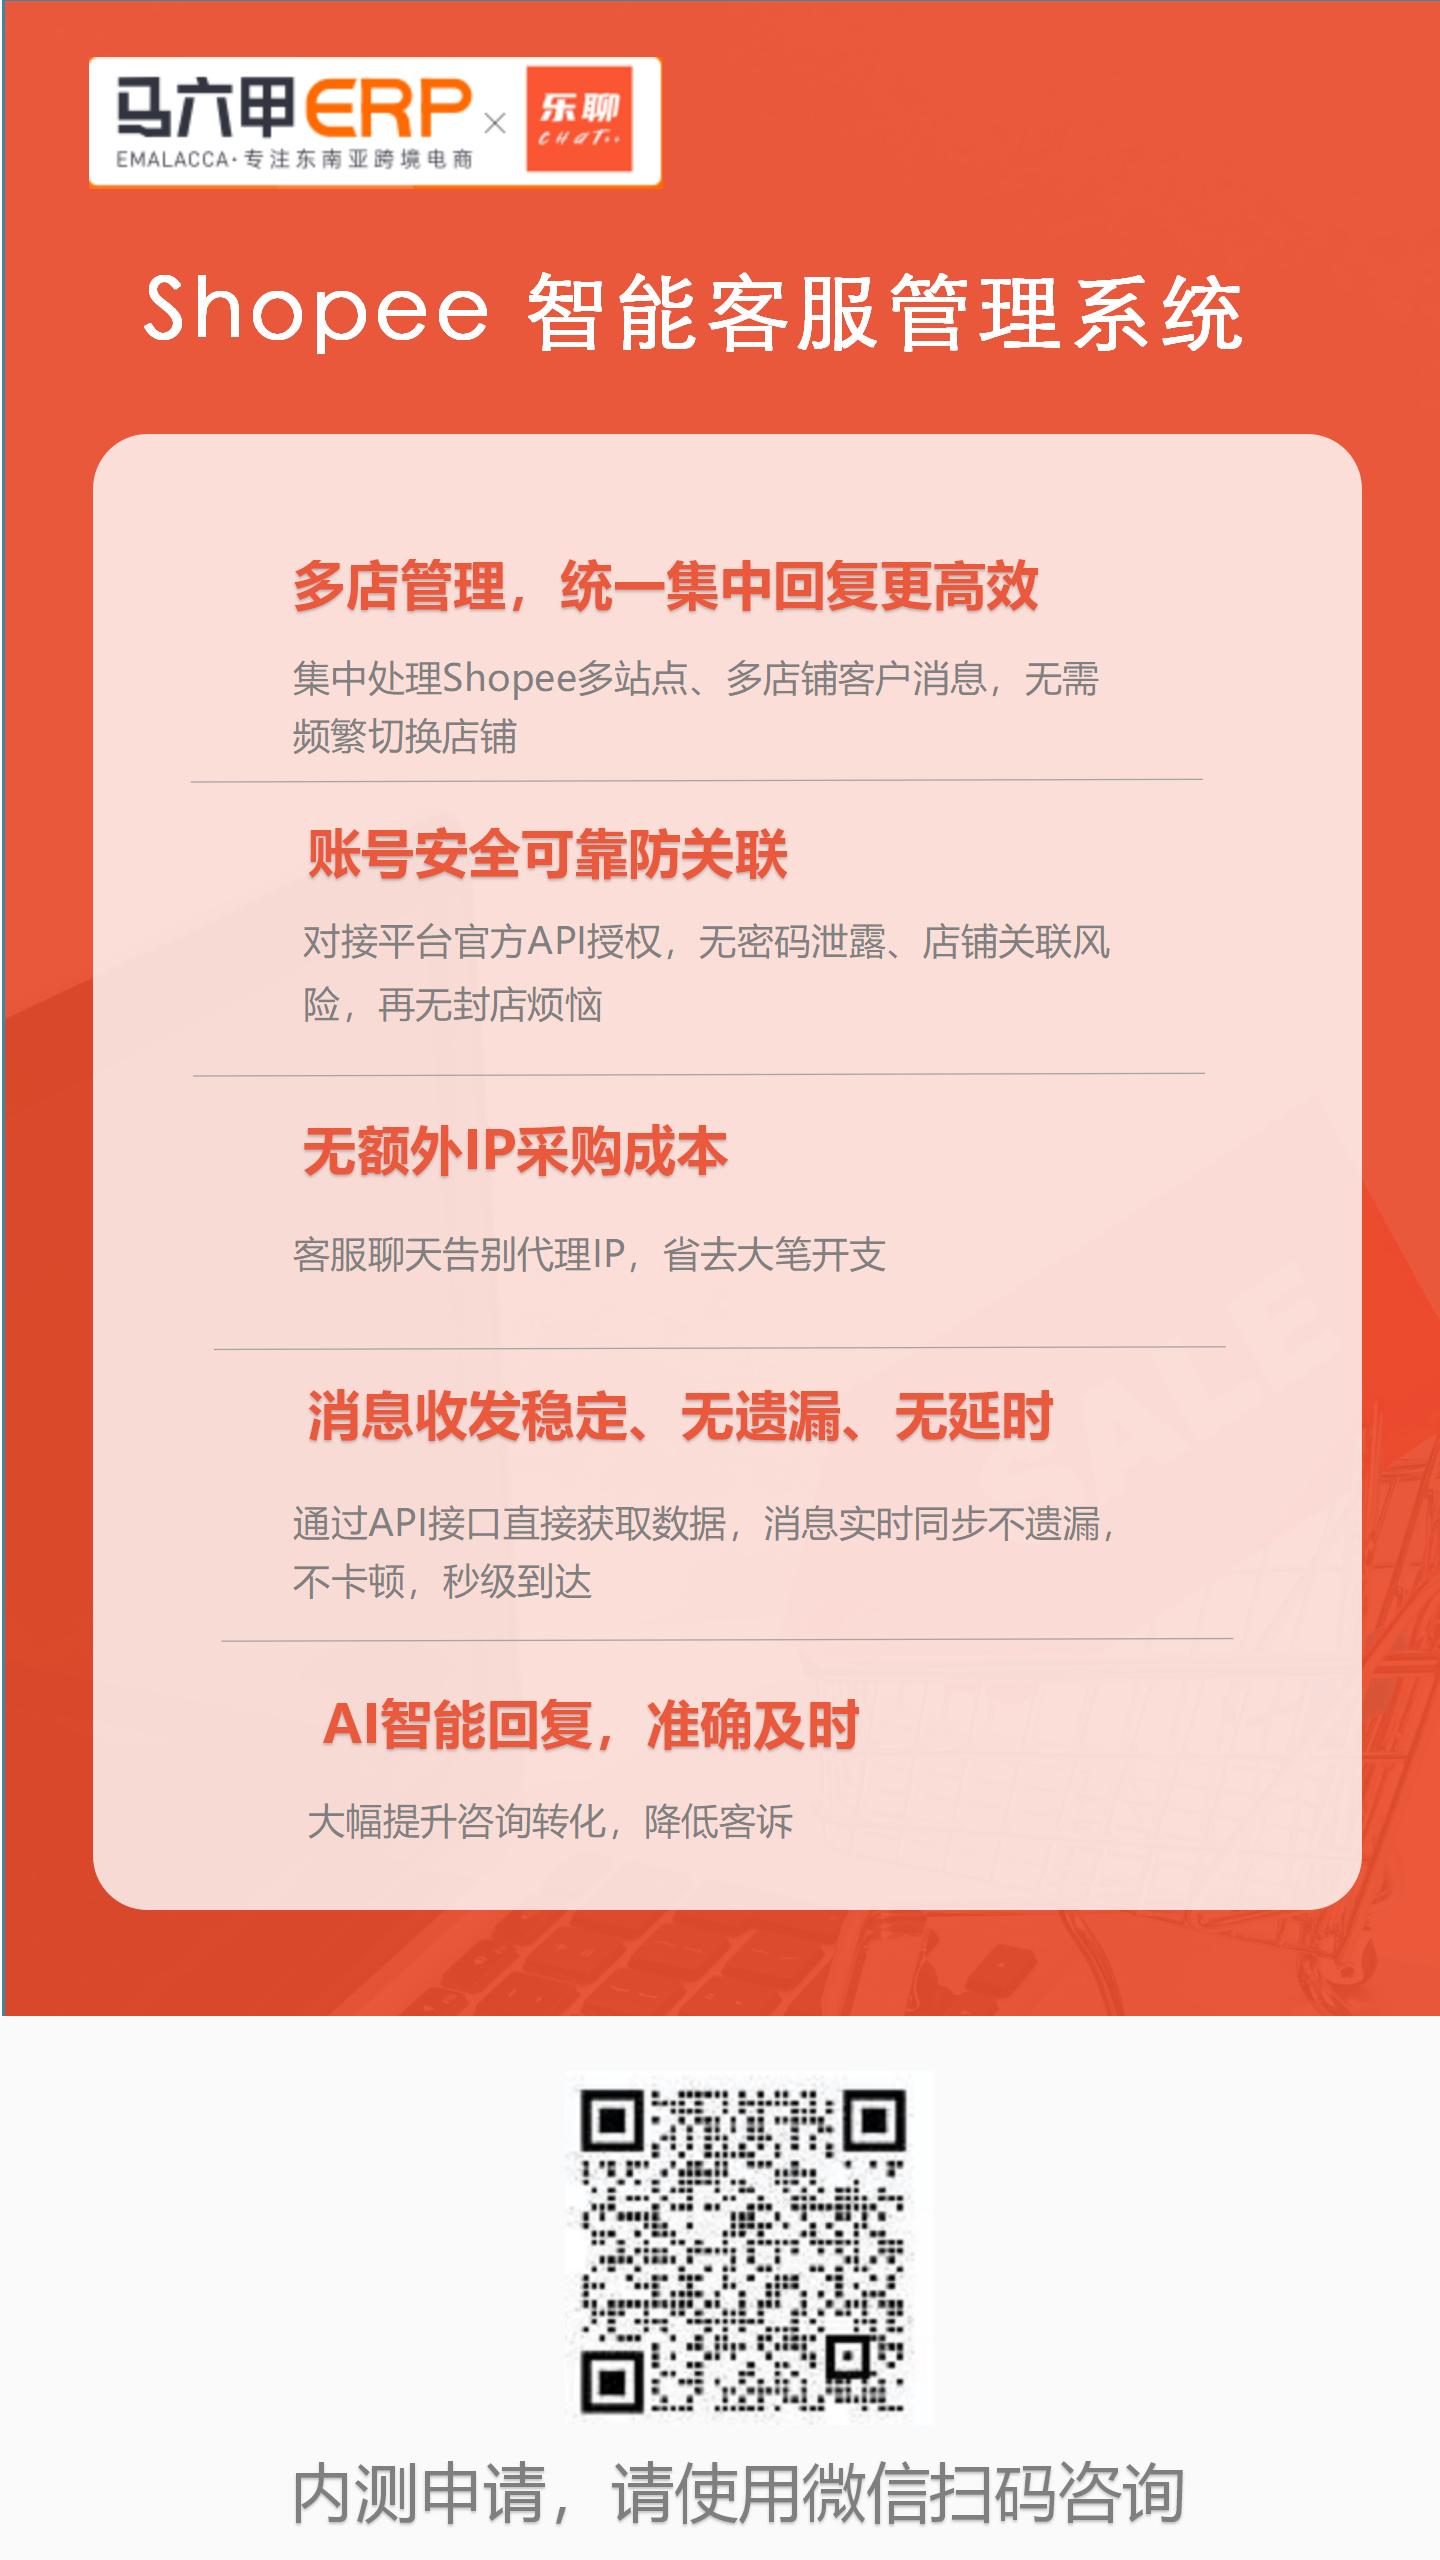 马六甲ERP × 乐聊
EMALACCA·专注东南亚跨境电商 CHAT..
Shopee 智能客服管理系统
多店管理，统一集中回复更高效
集中处理Shopee多站点、多店铺客户消息，无需
频繁切换店铺
账号安全可靠防关联
对接平台官方API授权，无密码泄露、店铺关联风
险，再无封店烦恼
无额外IP采购成本
客服聊天告别代理IP，省去大笔开支
SALE
消息收发稳定、无遗漏、无延时
通过API接口直接获取数据，消息实时同步不遗漏，
不卡顿，秒级到达
AI智能回复，准确及时
大幅提升咨询转化，降低客诉
内测申请，请使用微信扫码咨询